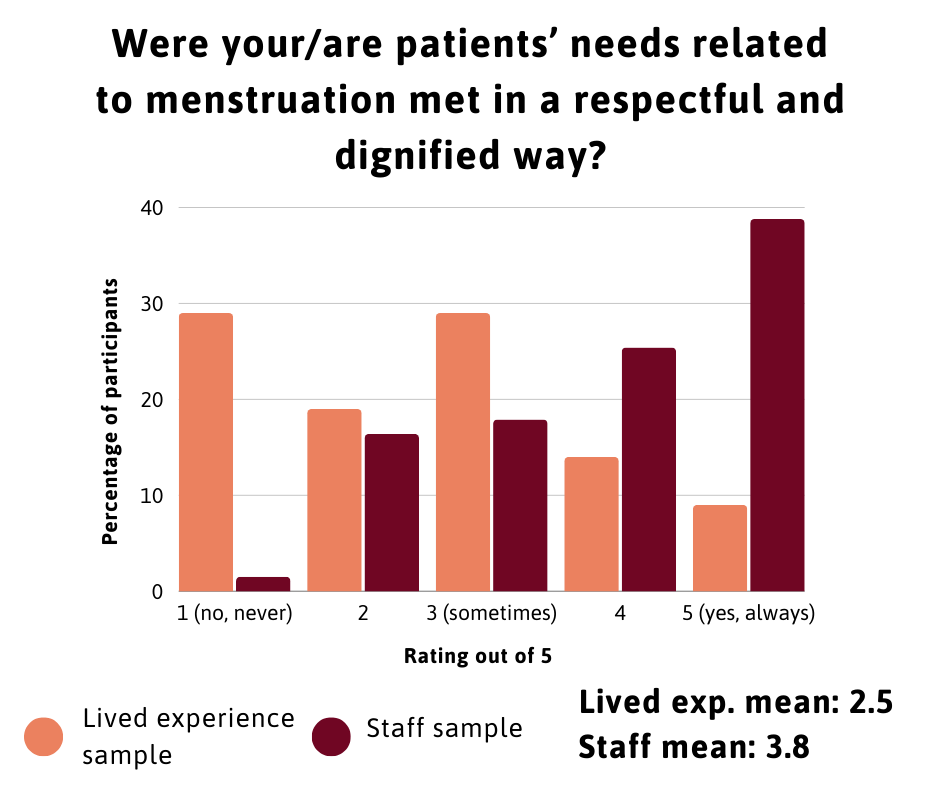 Were your/are patients’ needs related
to menstruation met in a respectful and
dignified way?
40
30
20
10
0
Percentage of participants
1 (no, never)
2
3 (sometimes)
4
5 (yes, always)
Rating out of 5
Lived experience
sample
Staff sample
Lived exp. mean: 2.5
Staff mean: 3.8